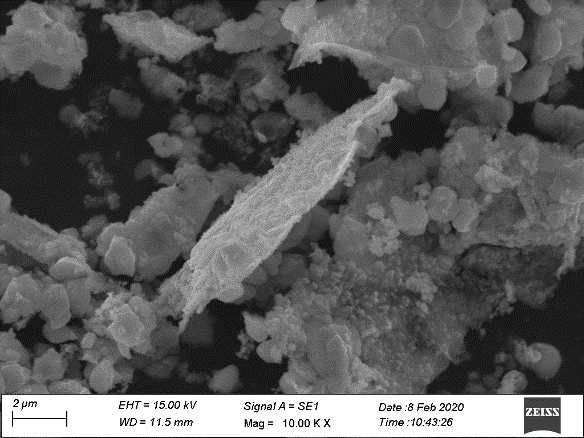 2 µm
EHT = 15.00 kV
Signal A = SE1
Date :8 Feb 2020
ZEISS
WD = 11.5 mm
Mag = 10.00 K X
Time :10:43:26